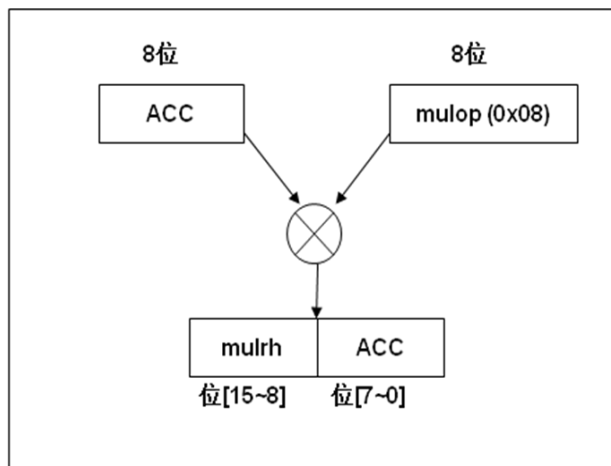 8位 8位
ACC mulop (0x08)
mulrh ACC
位[15~8] 位[7~0]